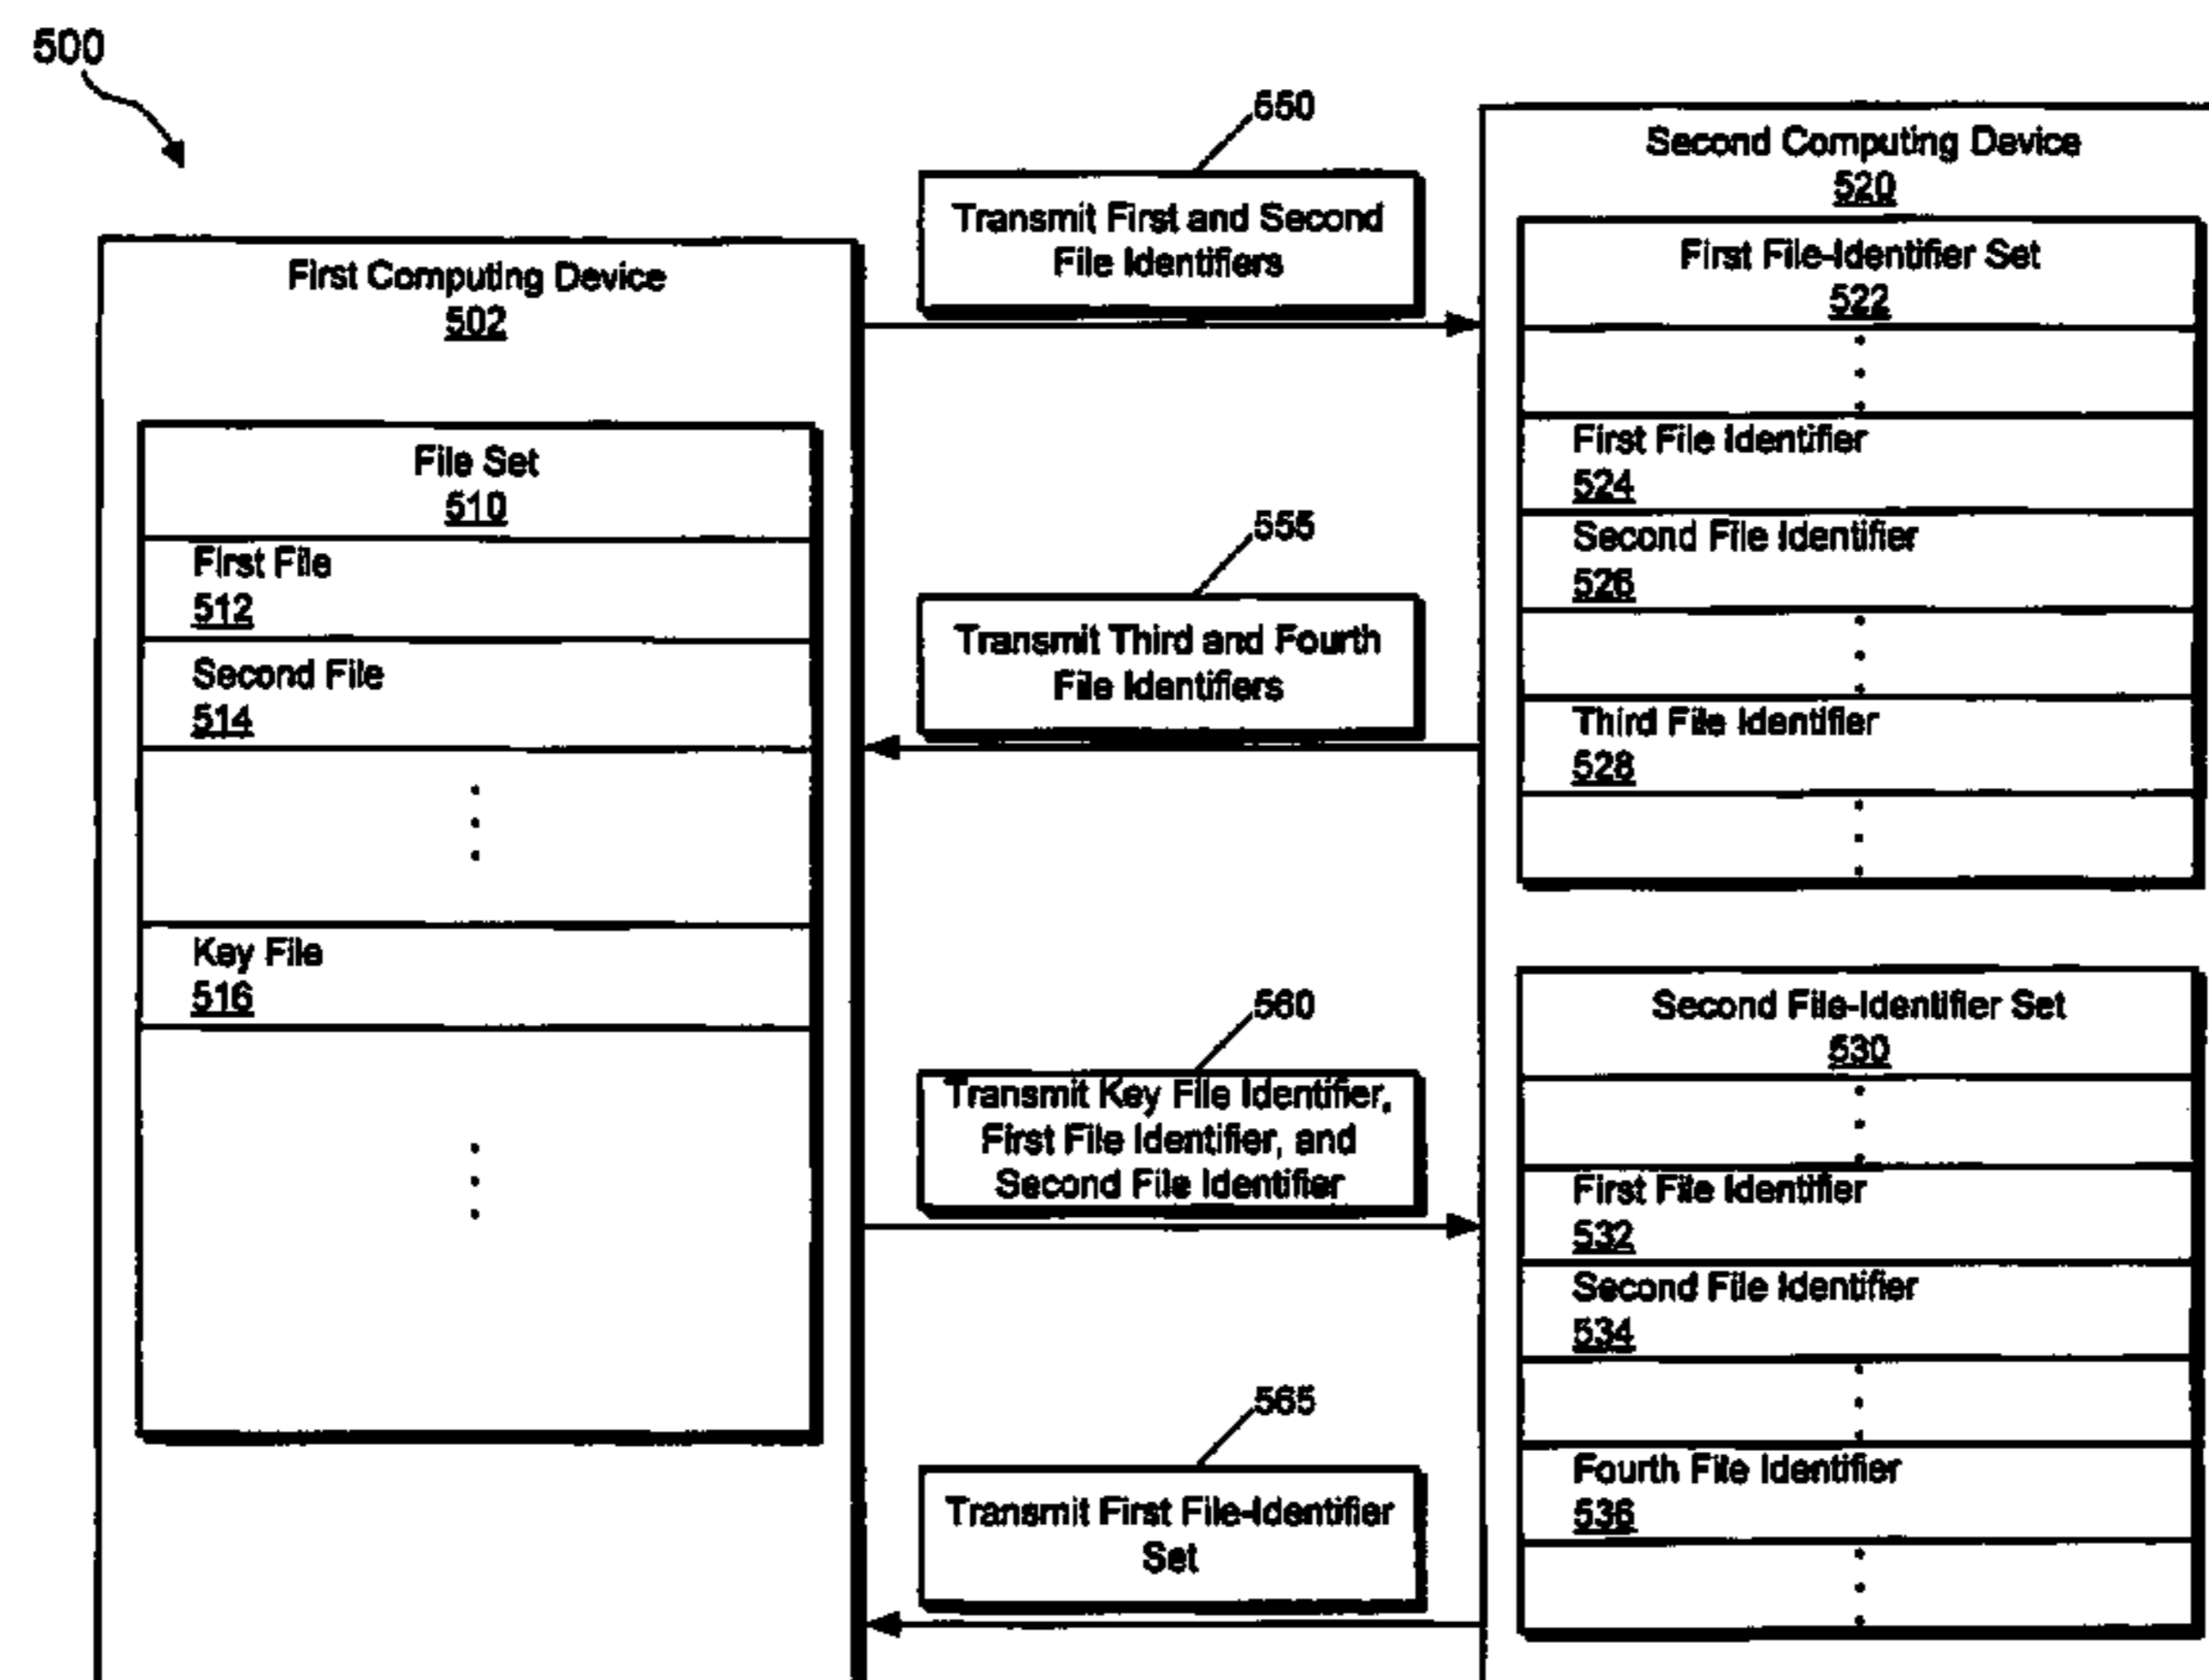 500
First Computing Device
502
File Set
510
First File
512
Second File
514
Key File
516
550
Transmit First and Second
File Identifiers
555
Transmit Third and Fourth
File Identifiers
560
Transmit Key File Identifier,
First File Identifier, and
Second File Identifier
565
Transmit First File-Identifier
Set
Second Computing Device
520
First File-Identifier Set
522
First File Identifier
524
Second File Identifier
526
Third File Identifier
528
Second File-Identifier Set
530
First File Identifier
532
Second File Identifier
534
Fourth File Identifier
536